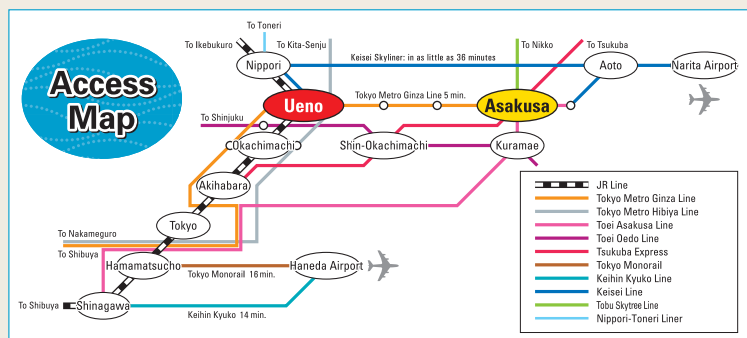 Access
Map
To Toneri
To Ikebukuro
To Kita-Senju
To Nikko
To Tsukuba
Keisei Skyliner: in as little as 36 minutes
Nippori
Aoto
Narita Airport
Ueno
Tokyo Metro Ginza Line 5 min.
Asakusa
To Shinjuku
Okachimachi
Shin-Okachimachi
Kuramae
Akihabara
Tokyo
To Nakameguro
To Shibuya
Hamamatsucho
Tokyo Monorail 16 min.
Haneda Airport
To Shibuya
Shinagawa
Keihin Kyuko 14 min.
JR Line
Tokyo Metro Ginza Line
Tokyo Metro Hibiya Line
Toei Asakusa Line
Toei Oedo Line
Tsukuba Express
Tokyo Monorail
Keihin Kyuko Line
Keisei Line
Tobu Skytree Line
Nippori-Toneri Liner